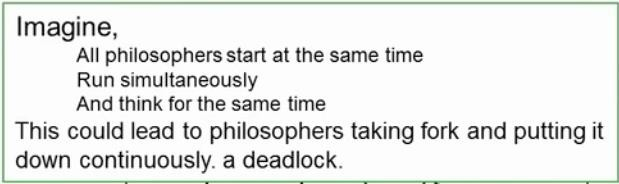 Imagine,
All philosophers start at the same time
Run simultaneously
And think for the same time
This could lead to philosophers taking fork and putting it
down continuously. a deadlock.